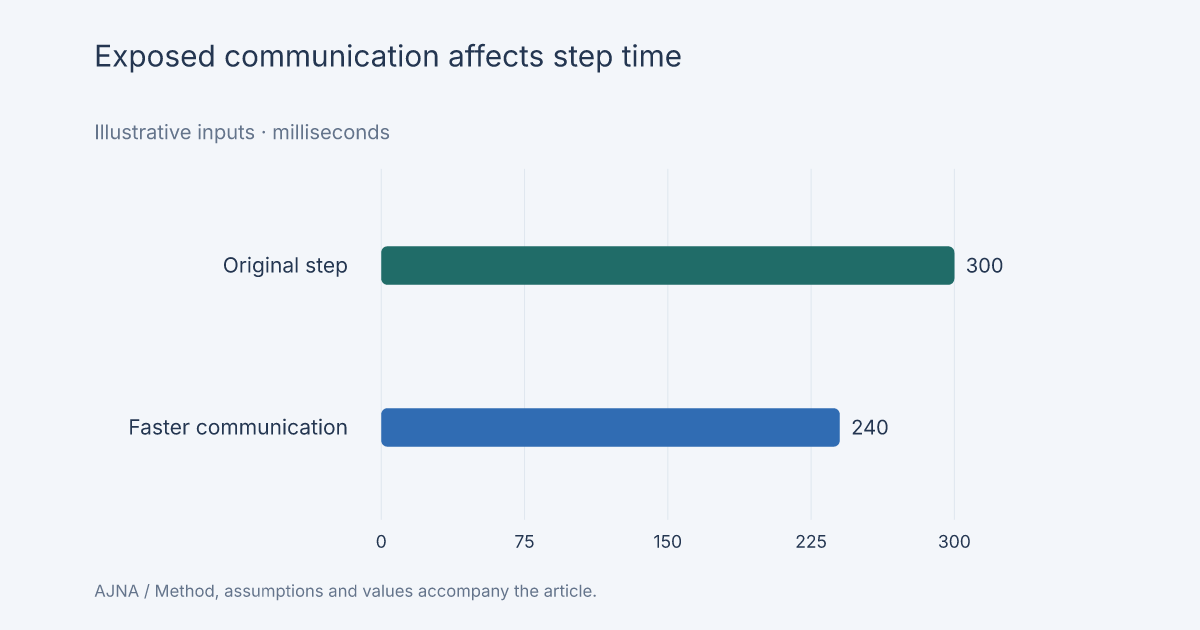 Exposed communication affects step time
Illustrative inputs · milliseconds
Original step 300
Faster communication 240
0 75 150 225 300
AJNA / Method, assumptions and values accompany the article.